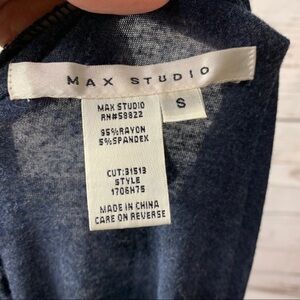 MAX STUDIO
S
MAX STUDIO
RN#59822
95%RAYON
5%SPANDEX
CUT:31513
STYLE
1706H75
MADE IN CHINA
CARE ON REVERSE